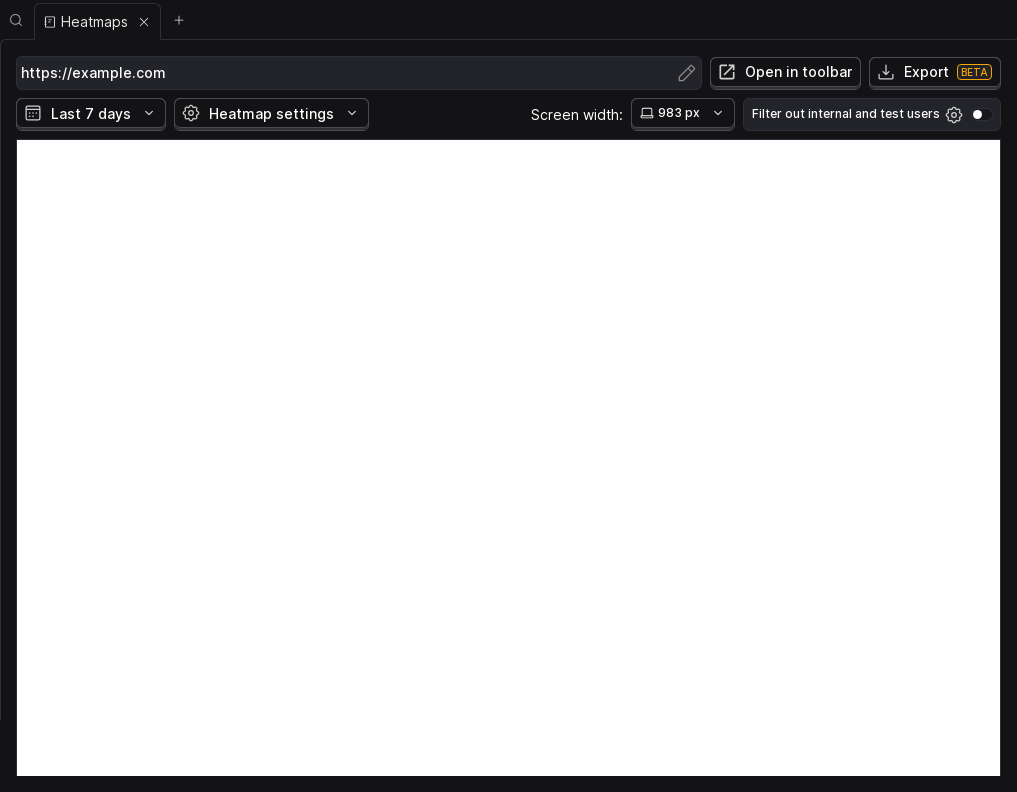 Heatmaps
https://example.com
Open in toolbar
Export BETA
Last 7 days
Heatmap settings
Screen width:
983 px
Filter out internal and test users